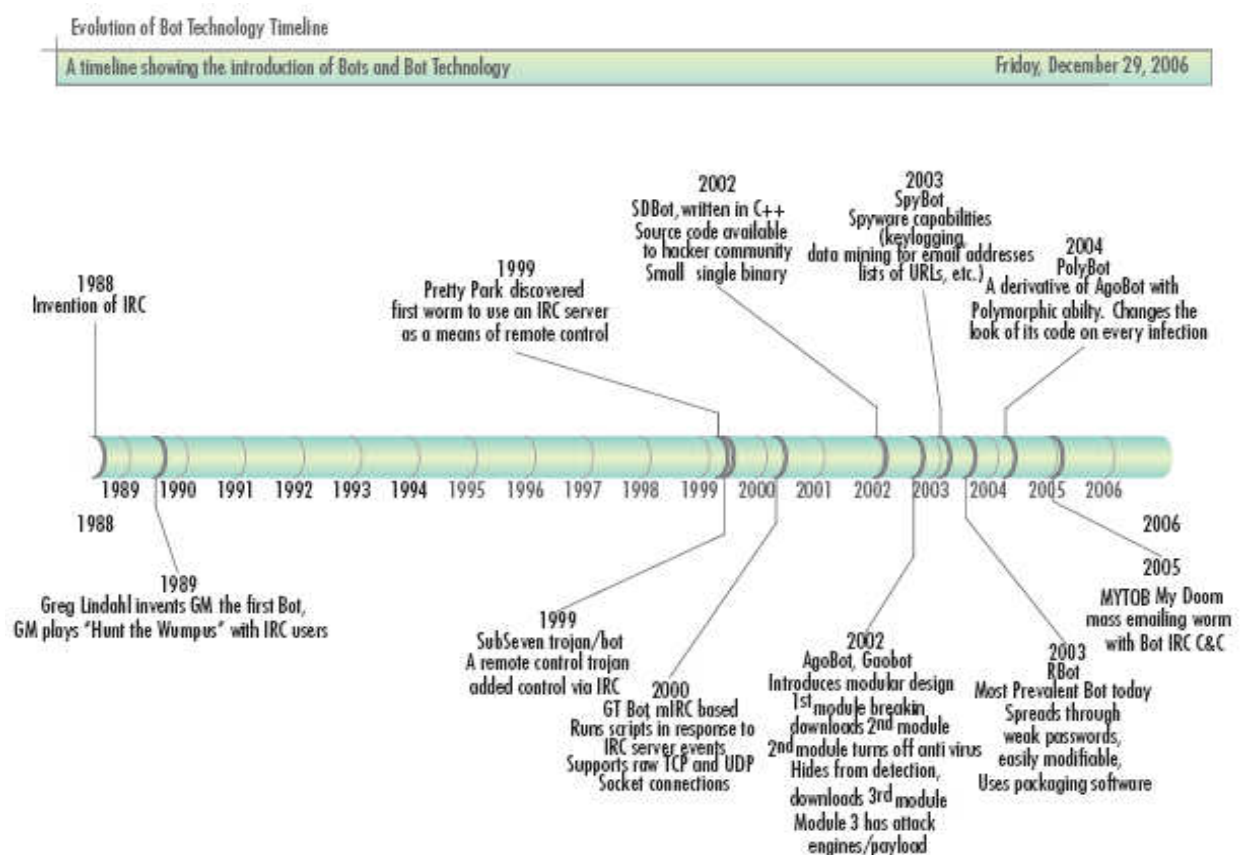 Evolution of Bot Technology Timeline
A timeline showing the introduction of Bots and Bot Technology
Friday, December 29, 2006
1988
Invention of IRC
1999
Pretty Park discovered
first worm to use an IRC server
as a means of remote control
2002
SDBot, written in C++
Source code available
to hacker community
Small single binary
2003
SpyBot
Spyware capabilities
(keylogging,
data mining for email addresses
lists of URLs, etc.)
2004
PolyBot
A derivative of AgoBot with
Polymorphic abilty. Changes the
look of its code on every infection
1989 1990 1991 1992 1993 1994 1995 1996 1997 1998 1999 2000 2001 2002 2003 2004 2005 2006
1988
2006
1989
Greg Lindahl invents GM the first Bot,
GM plays "Hunt the Wumpus" with IRC users
1999
SubSeven trojan/bot
A remote control trojan
added control via IRC
2000
GT Bot, mIRC based
Runs scripts in response to
IRC server events
Supports raw TCP and UDP
Socket connections
2002
AgoBot, Gaobot
Introduces modular design
1st module breakin
downloads 2nd module
2nd module turns off anti virus
Hides from detection,
downloads 3rd module
Module 3 has attack
engines/payload
2003
RBot
Most Prevalent Bot today
Spreads through
weak passwords,
easily modifiable,
Uses packaging software
2005
MYTOB My Doom
mass emailing worm
with Bot IRC C&C